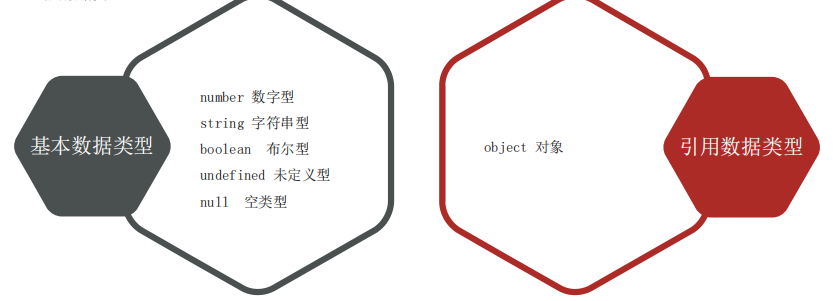 基本数据类型
number 数字型
string 字符串型
boolean 布尔型
undefined 未定义型
null 空类型
object 对象
引用数据类型